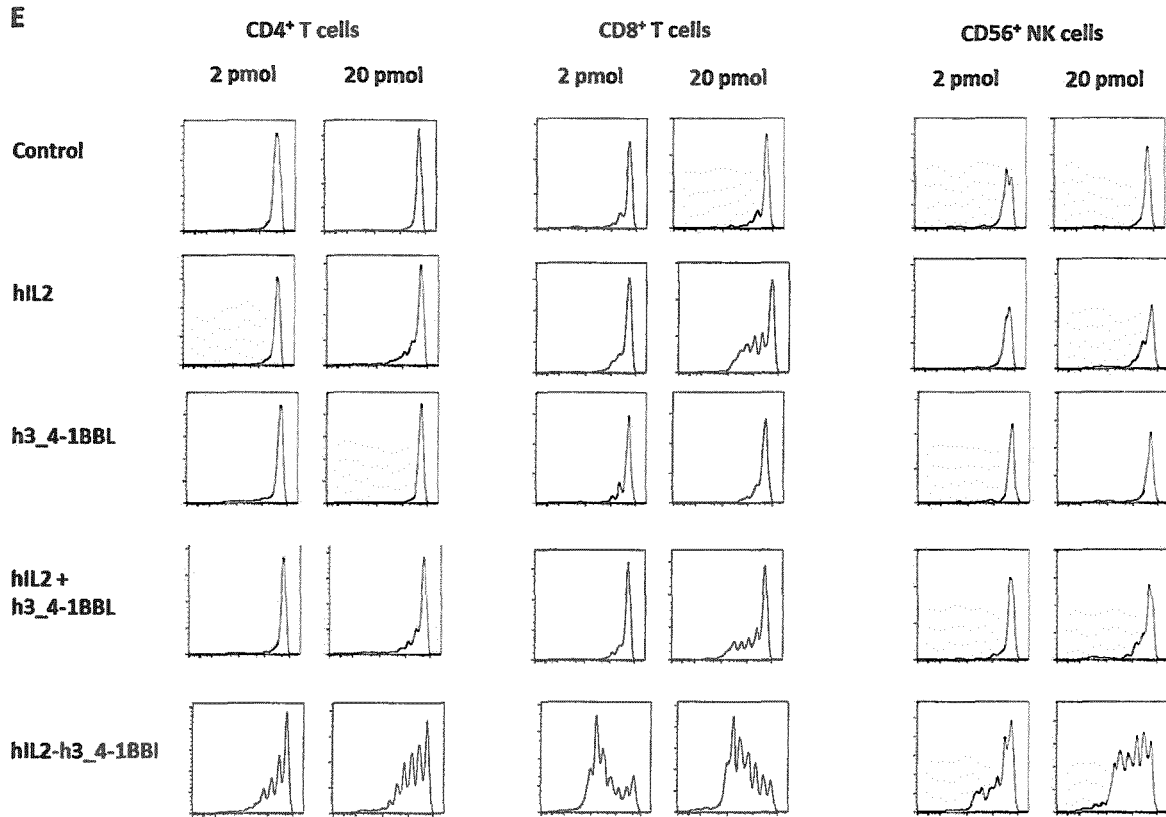 E
CD4⁺ T cells CD8⁺ T cells CD56⁺ NK cells
2 pmol 20 pmol 2 pmol 20 pmol 2 pmol 20 pmol
Control
hIL2
h3_4-1BBL
hIL2 +
h3_4-1BBL
hIL2-h3_4-1BBl